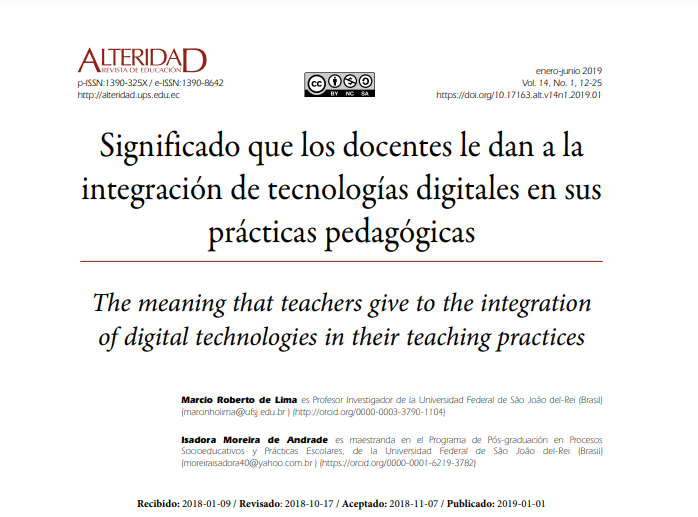 ALTERIDAD
REVISTA DE EDUCACIÓN
p-ISSN:1390-325X / e-ISSN:1390-8642
http://alteridad.ups.edu.ec
cc
BY NC SA
enero-junio 2019
Vol. 14, No. 1, 12-25
https://doi.org/10.17163.alt.v14n1.2019.01
Significado que los docentes le dan a la
integración de tecnologías digitales en sus
prácticas pedagógicas
The meaning that teachers give to the integration
of digital technologies in their teaching practices
Marcio Roberto de Lima es Profesor Investigador de la Universidad Federal de São João del-Rei (Brasil)
(marcinholima@ufsj.edu.br ) (http://orcid.org/0000-0003-3790-1104)
Isadora Moreira de Andrade es maestranda en el Programa de Pós-graduación en Procesos
Socioeducativos y Prácticas Escolares, de la Universidad Federal de São João del-Rei (Brasil)
(moreiraisadora40@yahoo.com.br ) (https://orcid.org/0000-0001-6219-3782)
Recibido: 2018-01-09 / Revisado: 2018-10-17 / Aceptado: 2018-11-07 / Publicado: 2019-01-01